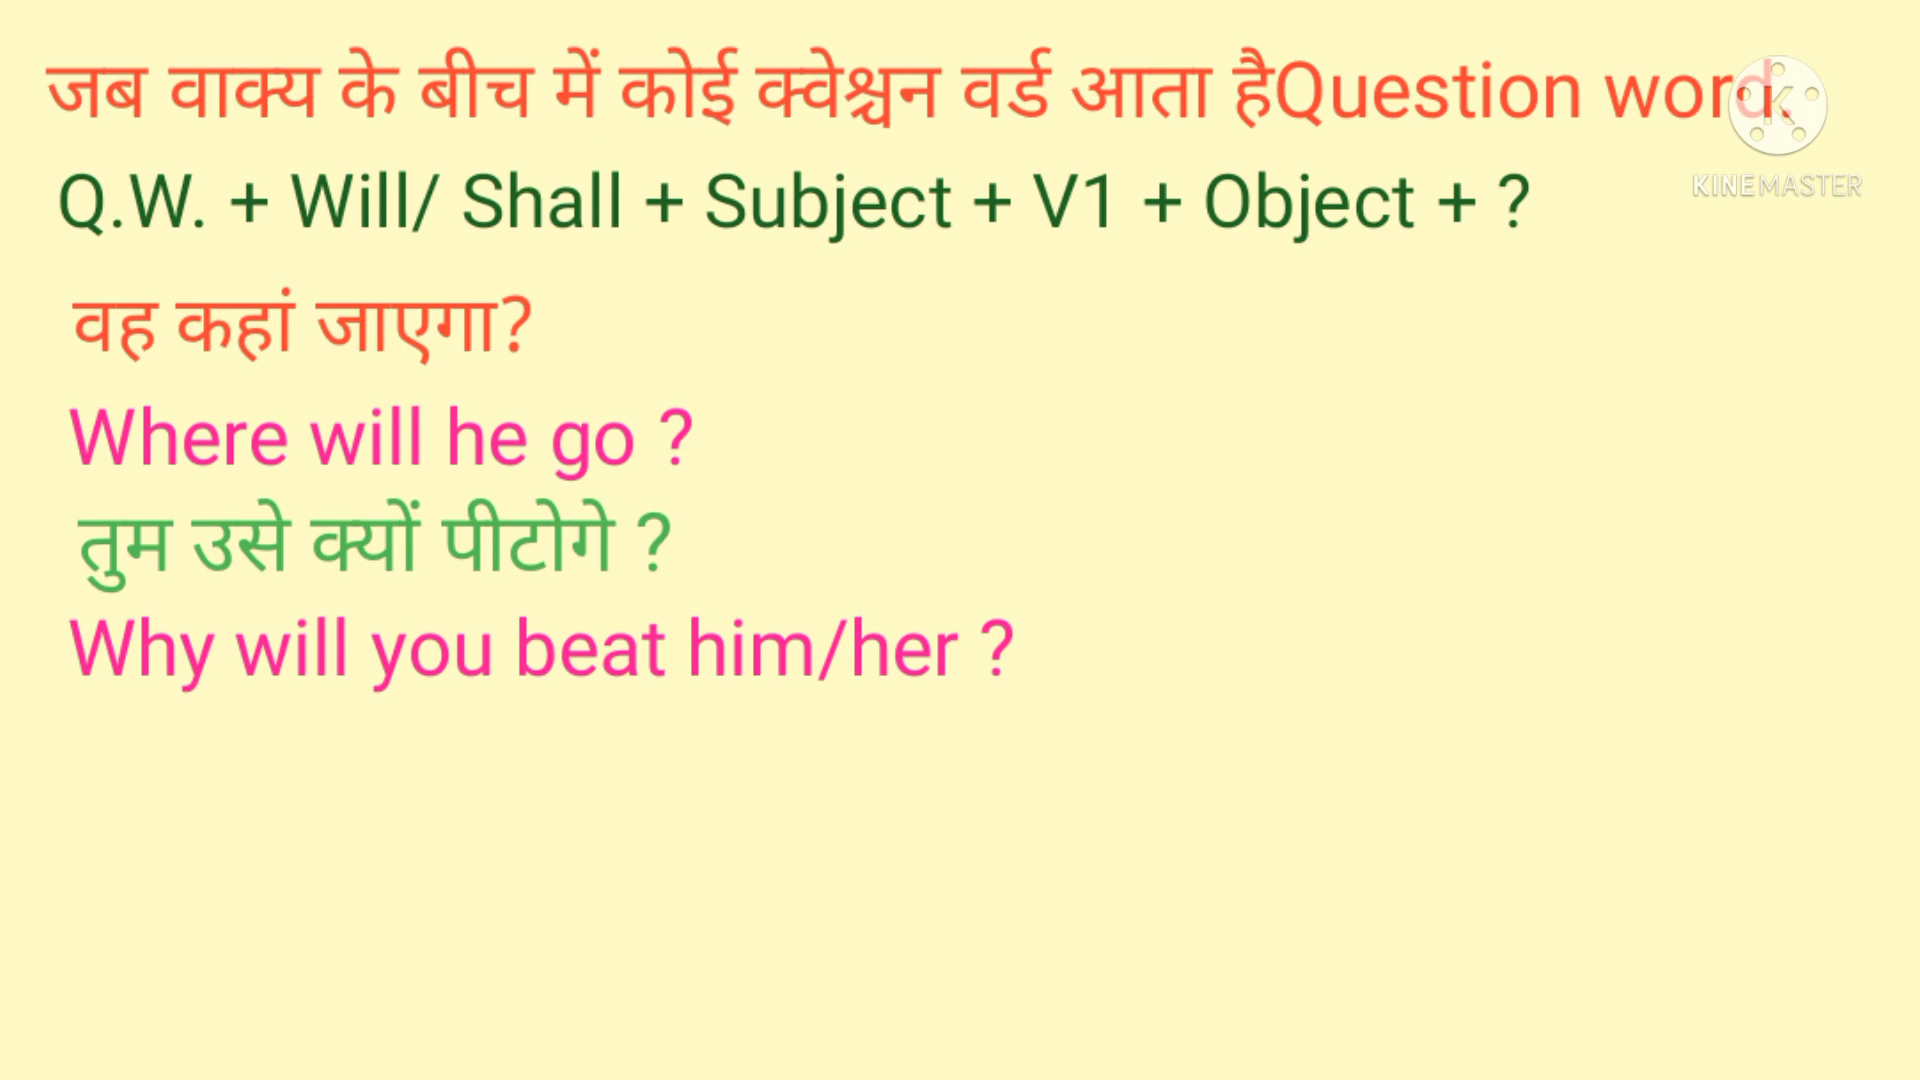 जब वाक्य के बीच में कोई क्वेश्चन वर्ड आता हैQuestion word.
KINEMASTER
Q.W. + Will/ Shall + Subject + V1 + Object + ?
वह कहां जाएगा?
Where will he go ?
तुम उसे क्यों पीटोगे ?
Why will you beat him/her ?